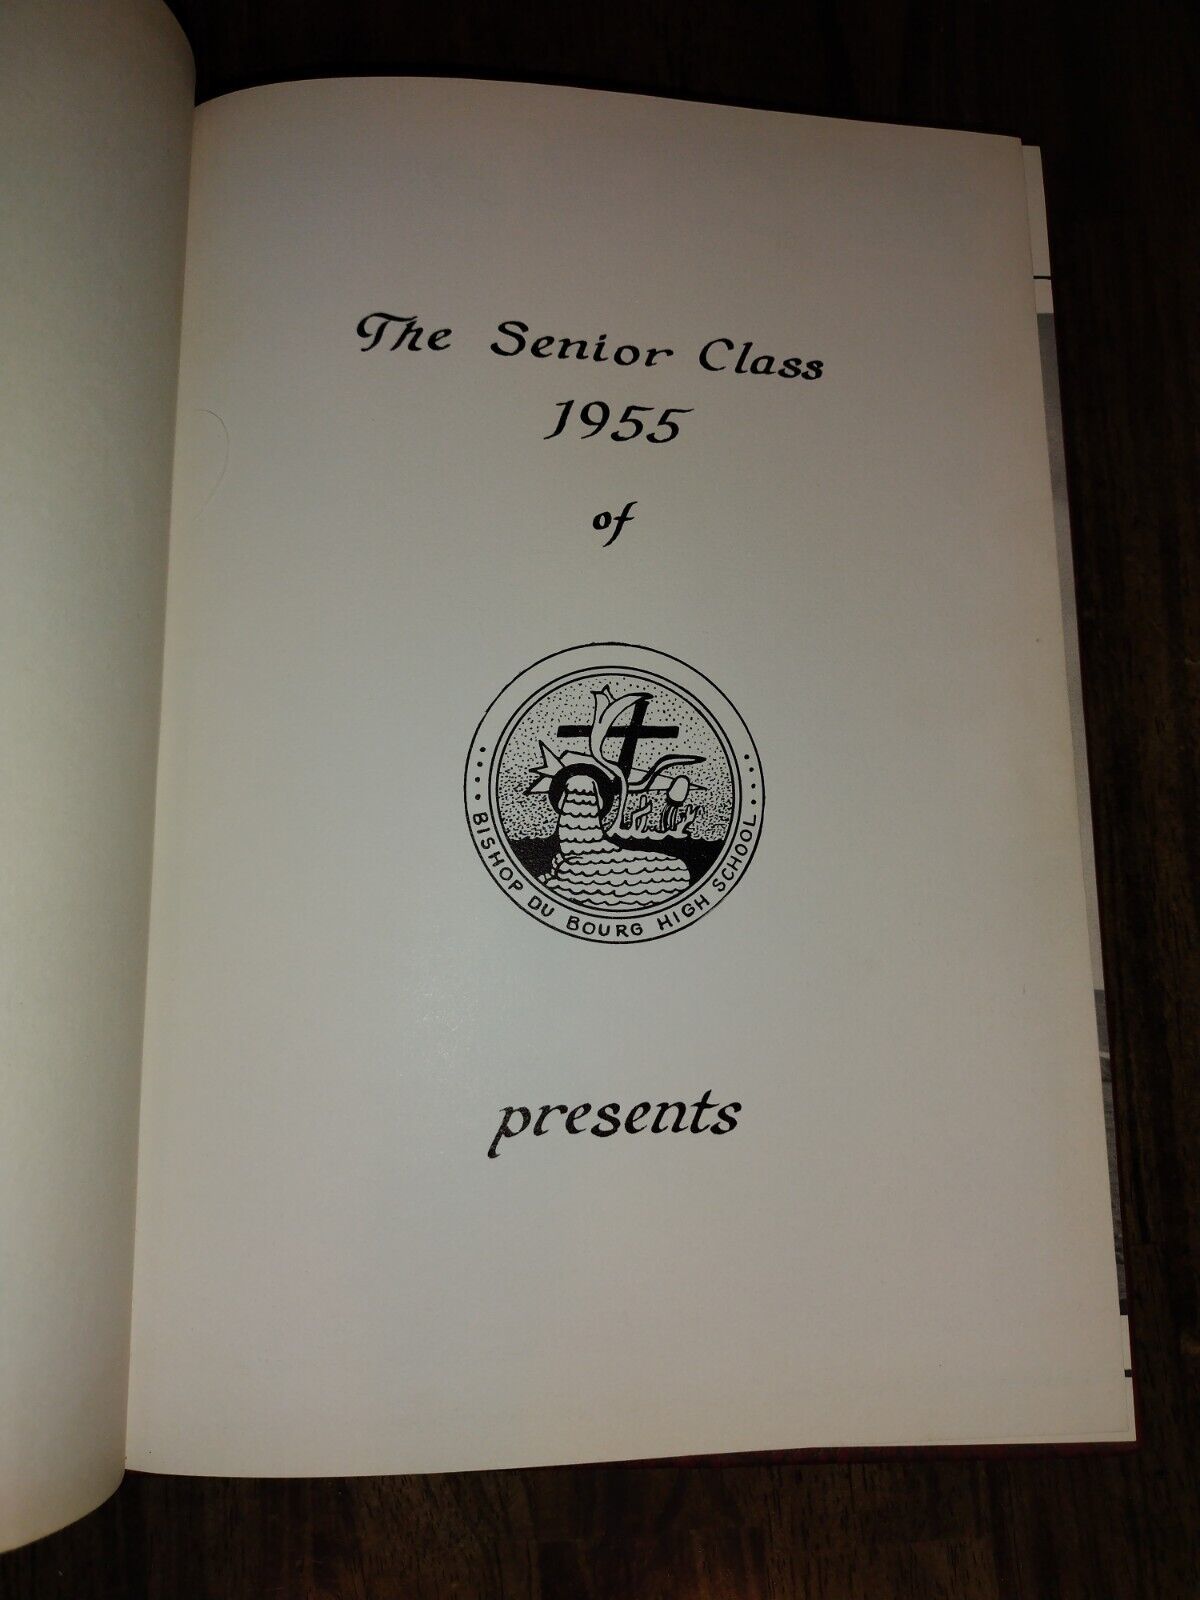 The Senior Class
1955
of
BISHOP DU BOURG HIGH SCHOOL
presents